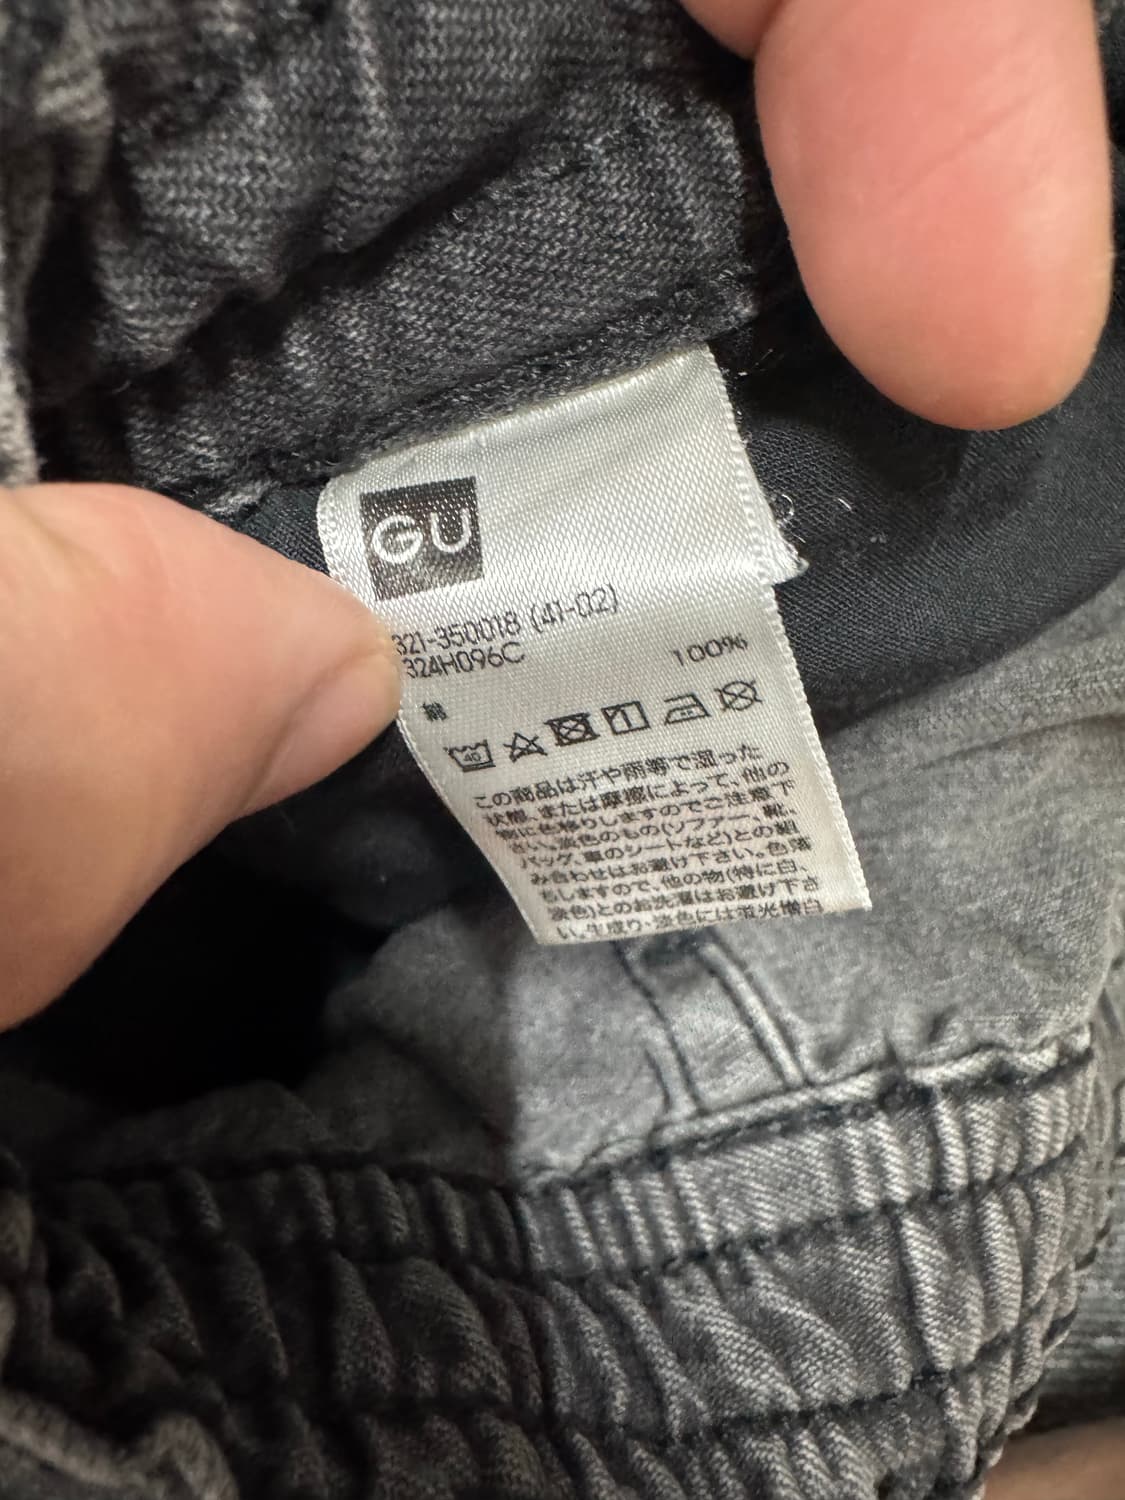 GU
321-350018 (41-02)
324H096C
綿 100%
40
この商品は汗や雨等で湿った
状態、または摩擦によって、他の
物に色移りしますのでご注意下
さい。淡色のもの(ソファー、靴、
バッグ、車のシートなど)との組
み合わせはお避け下さい。色落
ちしますので、他の物(特に白、
淡色)とのお洗濯はお避け下さ
い。生成り、淡色には蛍光増白